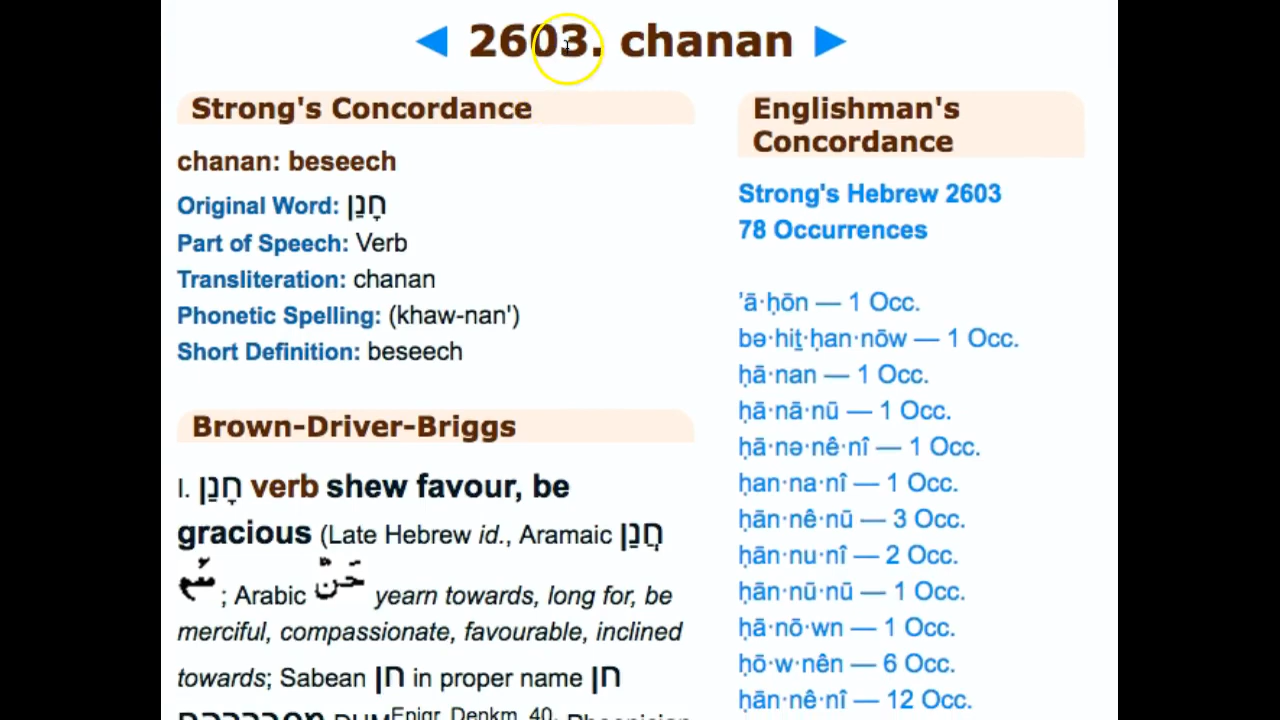 2603. chanan
Strong's Concordance
chanan: beseech
Original Word: חָנַן
Part of Speech: Verb
Transliteration: chanan
Phonetic Spelling: (khaw-nan')
Short Definition: beseech
Brown-Driver-Briggs
I. חָנַן verb shew favour, be
gracious (Late Hebrew id., Aramaic חֲנַן
; Arabic حَنَّ yearn towards, long for, be
merciful, compassionate, favourable, inclined
towards; Sabean חן in proper name חן
Epigr. Denkm. 40
Englishman's
Concordance
Strong's Hebrew 2603
78 Occurrences
’ā·ḥōn — 1 Occ.
bə·hiṯ·ḥan·nōw — 1 Occ.
ḥā·nan — 1 Occ.
ḥā·nā·nū — 1 Occ.
ḥā·nə·nê·nî — 1 Occ.
ḥan·na·nî — 1 Occ.
ḥān·nê·nū — 3 Occ.
ḥān·nu·nî — 2 Occ.
ḥān·nū·nū — 1 Occ.
ḥā·nō·wn — 1 Occ.
ḥō·w·nên — 6 Occ.
ḥān·nê·nî — 12 Occ.